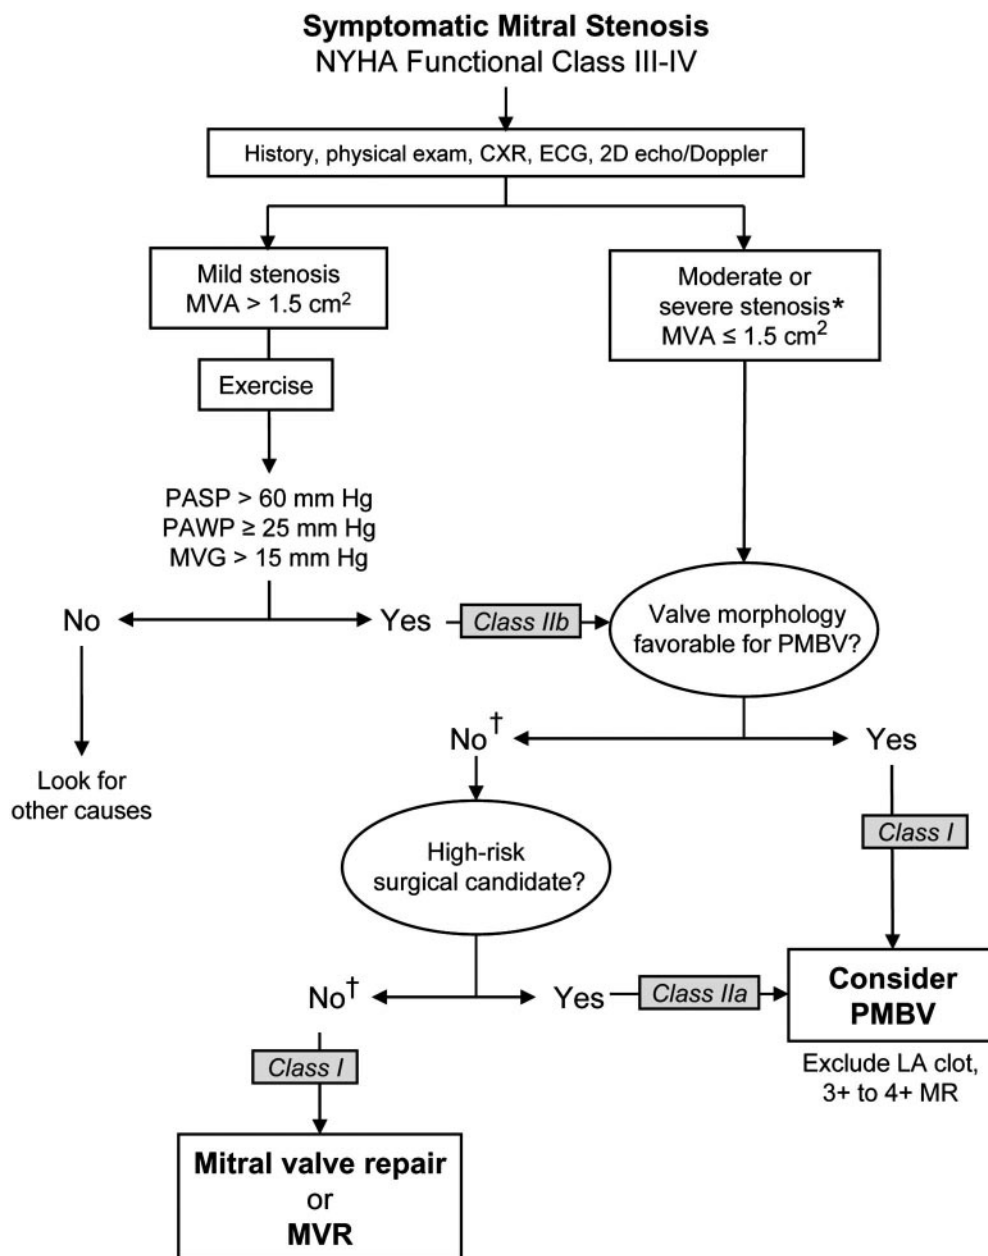 Symptomatic Mitral Stenosis
NYHA Functional Class III-IV
History, physical exam, CXR, ECG, 2D echo/Doppler
Mild stenosis
MVA > 1.5 cm²
Moderate or
severe stenosis*
MVA ≤ 1.5 cm²
Exercise
PASP > 60 mm Hg
PAWP ≥ 25 mm Hg
MVG > 15 mm Hg
No
Yes
Class IIb
Valve morphology
favorable for PMBV?
Look for
other causes
No†
Yes
Class I
High-risk
surgical candidate?
No†
Yes
Class IIa
Consider
PMBV
Exclude LA clot,
3+ to 4+ MR
Class I
Mitral valve repair
or
MVR